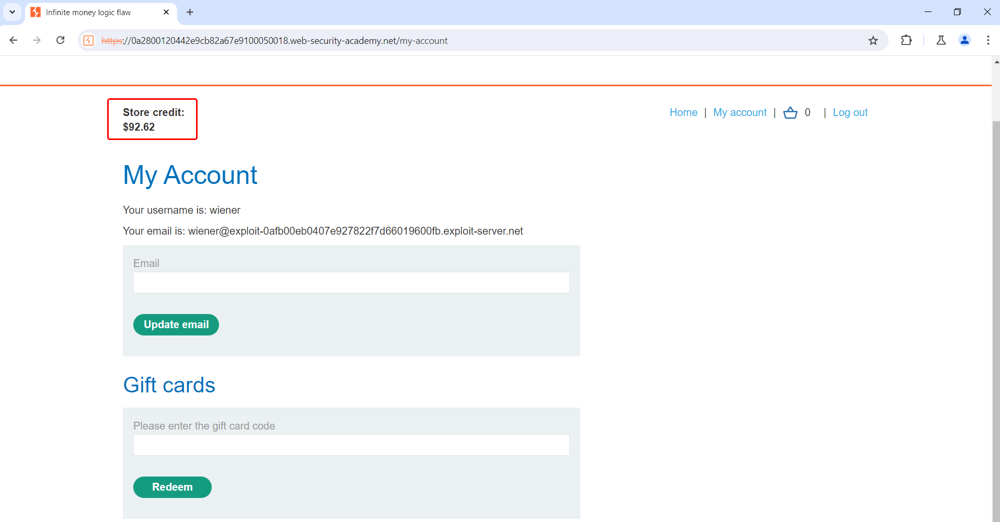 Infinite money logic flaw
https://0a2800120442e9cb82a67e9100050018.web-security-academy.net/my-account
Store credit:
$92.62
Home | My account | 0 | Log out
My Account
Your username is: wiener
Your email is: wiener@exploit-0afb00eb0407e927822f7d66019600fb.exploit-server.net
Email
Update email
Gift cards
Please enter the gift card code
Redeem